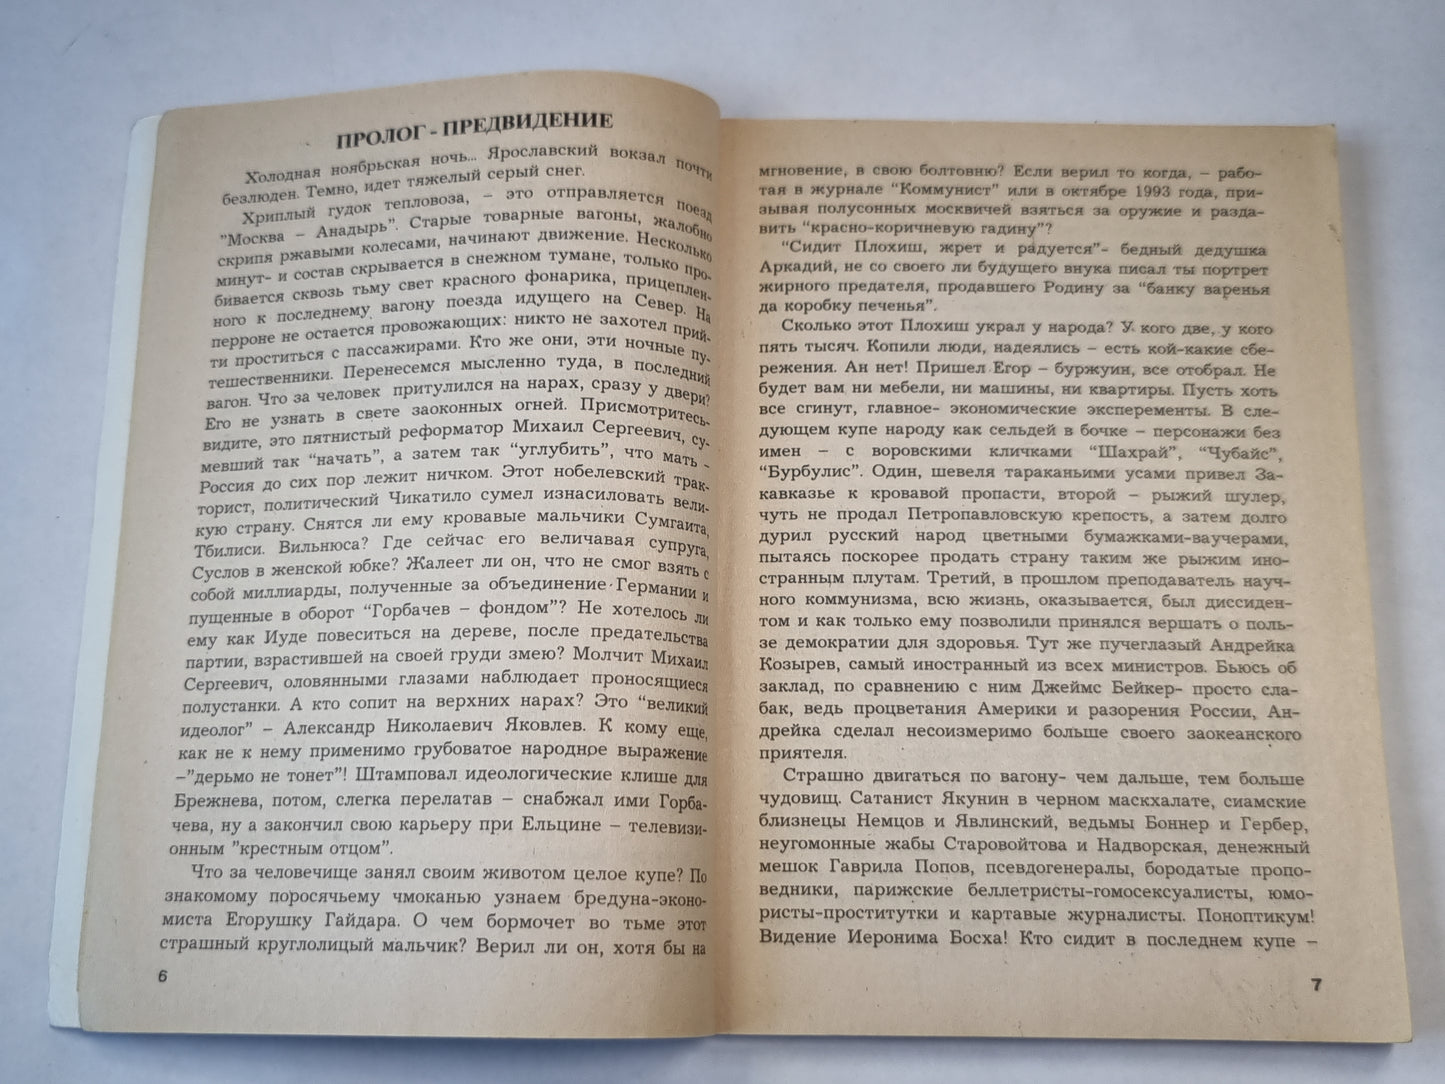 ПРОЛОГ - ПРЕДВИДЕНИЕ
Холодная ноябрьская ночь... Ярославский вокзал почти
безлюден. Темно, идет тяжелый серый снег.
Хриплый гудок тепловоза, – это отправляется поезд
"Москва – Анадырь". Старые товарные вагоны, жалобно
скрипя ржавыми колесами, начинают движение. Несколько
минут- и состав скрывается в снежном тумане, только про-
бивается сквозь тьму свет красного фонарика, прицеплен-
ного к последнему вагону поезда идущего на Север. На
перроне не остается провожающих: никто не захотел прий-
ти проститься с пассажирами. Кто же они, эти ночные пу-
тешественники. Перенесемся мысленно туда, в последний
вагон. Что за человек притулился на нарах, сразу у двери?
Его не узнать в свете заоконных огней. Присмотритесь-
видите, это пятнистый реформатор Михаил Сергеевич, су-
мевший так "начать", а затем так "углубить", что мать –
Россия до сих пор лежит ничком. Этот нобелевский трак-
торист, политический Чикатило сумел изнасиловать вели-
кую страну. Снятся ли ему кровавые мальчики Сумгаита,
Тбилиси. Вильнюса? Где сейчас его величавая супруга,
Суслов в женской юбке? Жалеет ли он, что не смог взять с
собой миллиарды, полученные за объединение Германии и
пущенные в оборот "Горбачев – фондом"? Не хотелось ли
ему как Иуде повеситься на дереве, после предательства
партии, взрастившей на своей груди змею? Молчит Михаил
Сергеевич, оловянными глазами наблюдает проносящиеся
полустанки. А кто сопит на верхних нарах? Это "великий
идеолог" – Александр Николаевич Яковлев. К кому еще,
как не к нему применимо грубоватое народное выражение
–"дерьмо не тонет"! Штамповал идеологические клише для
Брежнева, потом, слегка перелатав – снабжал ими Горба-
чева, ну а закончил свою карьеру при Ельцине – телевизи-
онным "крестным отцом".
Что за человечище занял своим животом целое купе? По
знакомому поросячьему чмоканью узнаем бредуна-эконо-
миста Егорушку Гайдара. О чем бормочет во тьме этот
страшный круглолицый мальчик? Верил ли он, хотя бы на
6
мгновение, в свою болтовню? Если верил то когда, – рабо-
тая в журнале "Коммунист" или в октябре 1993 года, при-
зывая полусонных москвичей взяться за оружие и разда-
вить "красно-коричневую гадину"?
"Сидит Плохиш, жрет и радуется"- бедный дедушка
Аркадий, не со своего ли будущего внука писал ты портрет
жирного предателя, продавшего Родину за "банку варенья
да коробку печенья".
Сколько этот Плохиш украл у народа? У кого две, у кого
пять тысяч. Копили люди, надеялись – есть кой-какие сбе-
режения. Ан нет! Пришел Егор – буржуин, все отобрал. Не
будет вам ни мебели, ни машины, ни квартиры. Пусть хоть
все сгинут, главное- экономические эксперементы. В сле-
дующем купе народу как сельдей в бочке – персонажи без
имен – с воровскими кличками "Шахрай", "Чубайс",
"Бурбулис". Один, шевеля тараканьими усами привел За-
кавказье к кровавой пропасти, второй – рыжий шулер,
чуть не продал Петропавловскую крепость, а затем долго
дурил русский народ цветными бумажками-ваучерами,
пытаясь поскорее продать страну таким же рыжим ино-
странным плутам. Третий, в прошлом преподаватель науч-
ного коммунизма, всю жизнь, оказывается, был диссиден-
том и как только ему позволили принялся вершать о поль-
зе демократии для здоровья. Тут же пучеглазый Андрейка
Козырев, самый иностранный из всех министров. Бьюсь об
заклад, по сравнению с ним Джеймс Бейкер- просто сла-
бак, ведь процветания Америки и разорения России, Ан-
дрейка сделал несоизмеримо больше своего заокеанского
приятеля.
Страшно двигаться по вагону- чем дальше, тем больше
чудовищ. Сатанист Якунин в черном маскхалате, сиамские
близнецы Немцов и Явлинский, ведьмы Боннер и Гербер,
неугомонные жабы Старовойтова и Надворская, денежный
мешок Гаврила Попов, псевдогенералы, бородатые пропо-
ведники, парижские беллетристы-гомосексуалисты, юмо-
ристы-проститутки и картавые журналисты. Поноптикум!
Видение Иеронима Босха! Кто сидит в последнем купе –
7